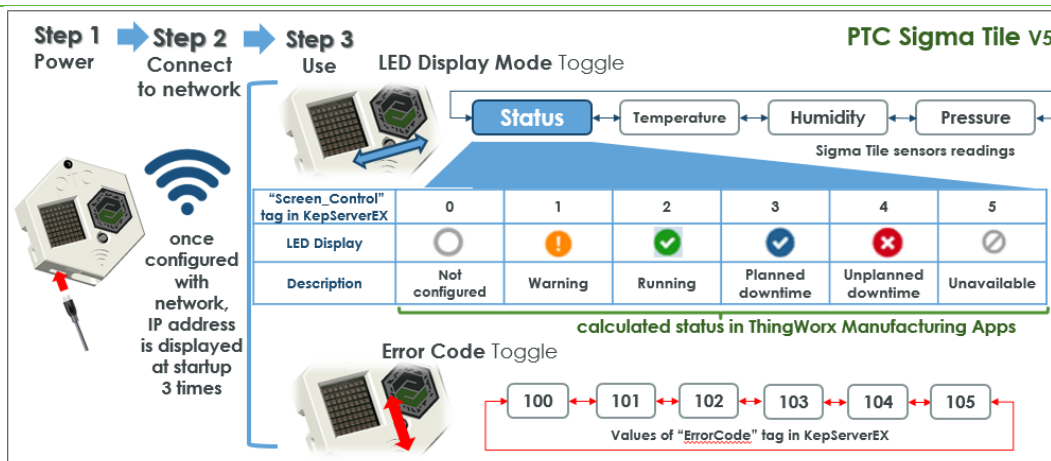 Step 1
Power
Step 2
Connect
to network
once
configured
with
network,
IP address
is displayed
at startup
3 times
Step 3
Use
PTC Sigma Tile V5
LED Display Mode Toggle
Status
Temperature
Humidity
Pressure
Sigma Tile sensors readings
"Screen_Control"
tag in KepServerEX
0
1
2
3
4
5
LED Display
Description
Not
configured
Warning
Running
Planned
downtime
Unplanned
downtime
Unavailable
calculated status in ThingWorx Manufacturing Apps
Error Code Toggle
100
101
102
103
104
105
Values of "ErrorCode" tag in KepServerEX